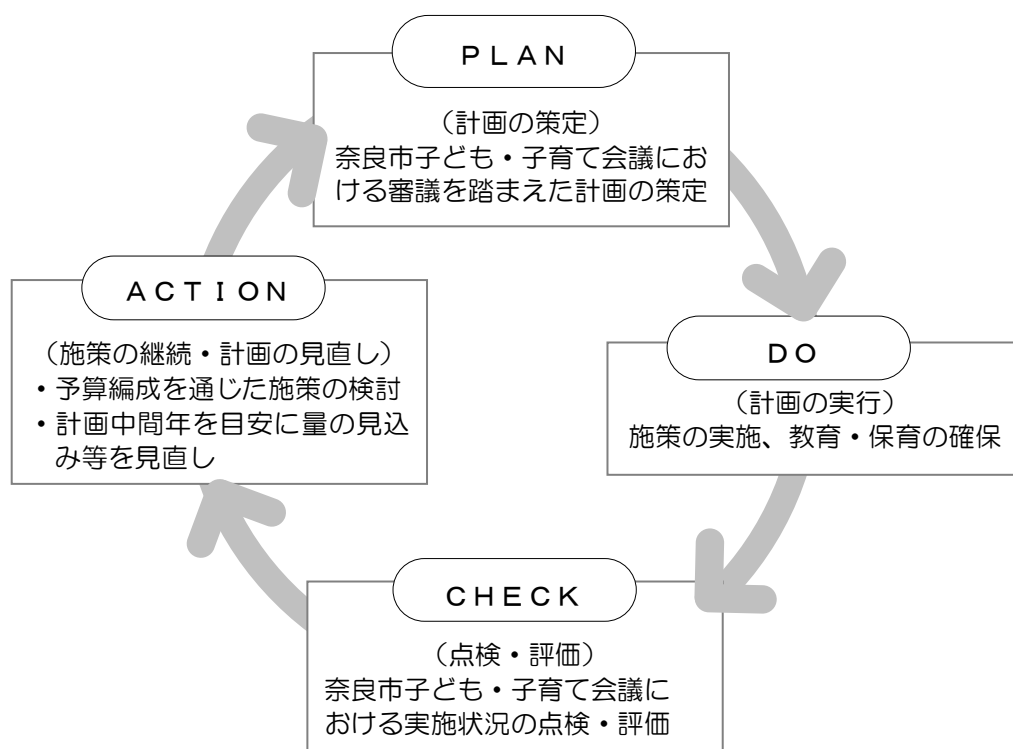 ＰＬＡＮ
（計画の策定）
奈良市子ども・子育て会議にお
ける審議を踏まえた計画の策定
ＤＯ
（計画の実行）
施策の実施、教育・保育の確保
ＣＨＥＣＫ
（点検・評価）
奈良市子ども・子育て会議に
おける実施状況の点検・評価
ＡＣＴＩＯＮ
（施策の継続・計画の見直し）
・予算編成を通じた施策の検討
・計画中間年を目安に量の見込
み等を見直し